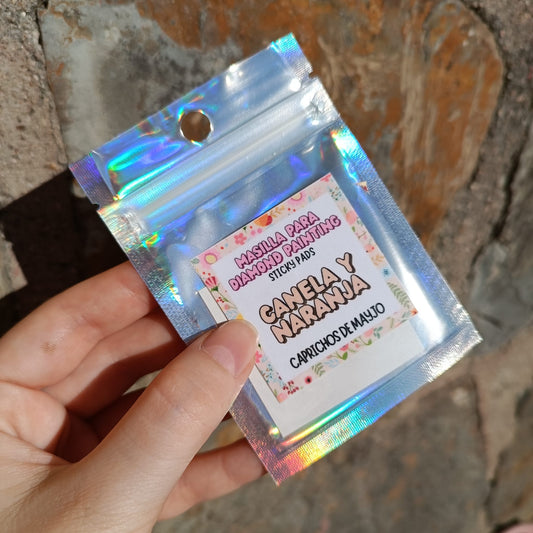 MASILLA PARA
DIAMOND PAINTING
STICKY PADS
CANELA Y
NARANJA
CAPRICHOS DE MAYJO